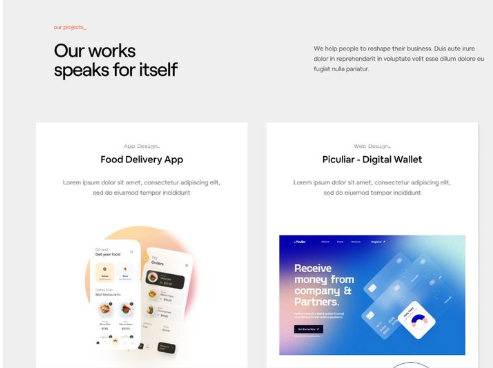 our projects_
Our works
speaks for itself
We help people to reshape their business. Duis aute irure
dolor in reprehenderit in voluptate velit esse cillum dolore eu
fugiat nulla pariatur.
App Design_
Food Delivery App
Lorem ipsum dolor sit amet, consectetur adipiscing elit,
sed do eiusmod tempor incididunt
Web Design_
Piculiar - Digital Wallet
Lorem ipsum dolor sit amet, consectetur adipiscing elit,
sed do eiusmod tempor incididunt
Get your food
Orders
Receive
money from
company &
Partners.